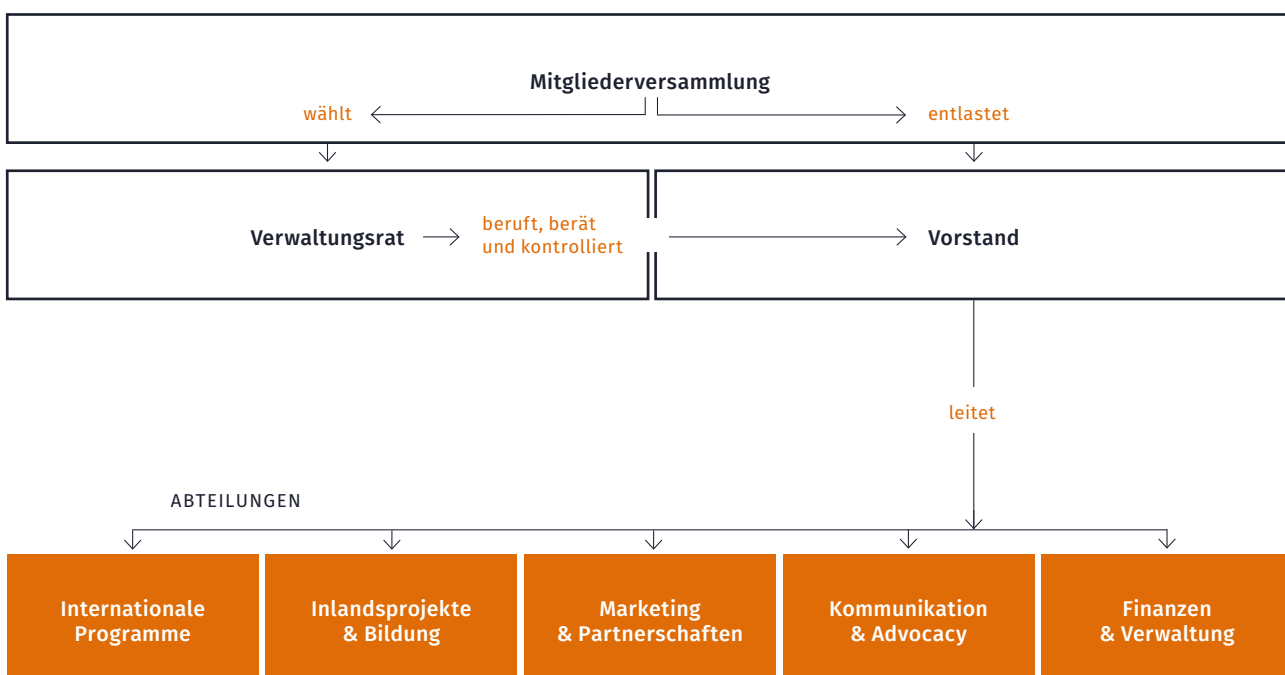 Mitgliederversammlung
wählt
entlastet
Verwaltungsrat
beruft, berät
und kontrolliert
Vorstand
leitet
ABTEILUNGEN
Internationale
Programme
Inlandsprojekte
& Bildung
Marketing
& Partnerschaften
Kommunikation
& Advocacy
Finanzen
& Verwaltung